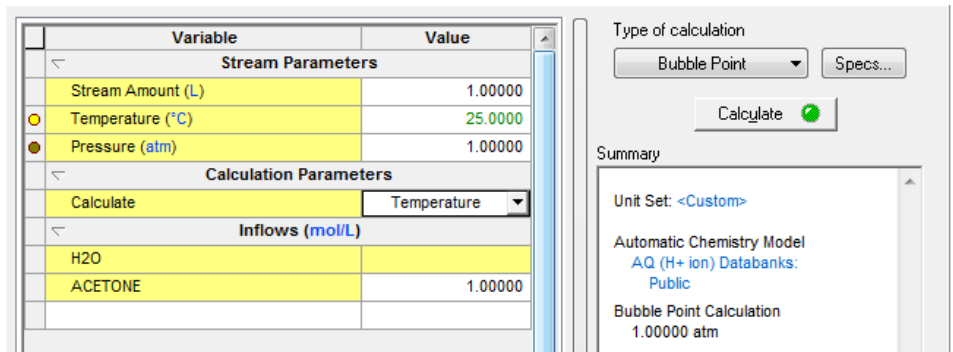 Variable Value
Stream Parameters
Stream Amount (L) 1.00000
Temperature (°C) 25.0000
Pressure (atm) 1.00000
Calculation Parameters
Calculate Temperature
Inflows (mol/L)
H2O
ACETONE 1.00000
Type of calculation
Bubble Point Specs...
Calculate
Summary
Unit Set: <Custom>
Automatic Chemistry Model
AQ (H+ ion) Databanks:
Public
Bubble Point Calculation
1.00000 atm